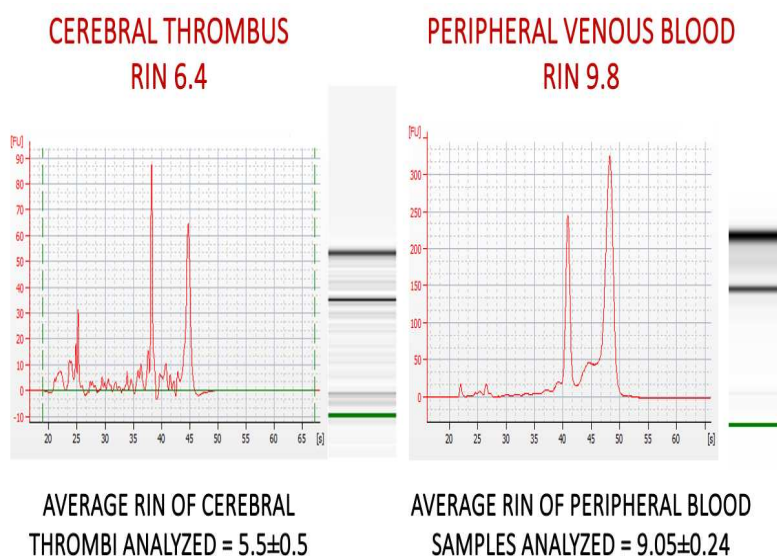 CEREBRAL THROMBUS
RIN 6.4
[FU]
90
80
70
60
50
40
30
20
10
0
-10
20 25 30 35 40 45 50 55 60 65 [s]
AVERAGE RIN OF CEREBRAL
THROMBI ANALYZED = 5.5±0.5
PERIPHERAL VENOUS BLOOD
RIN 9.8
[FU]
300
250
200
150
100
50
0
20 25 30 35 40 45 50 55 60 [s]
AVERAGE RIN OF PERIPHERAL BLOOD
SAMPLES ANALYZED = 9.05±0.24